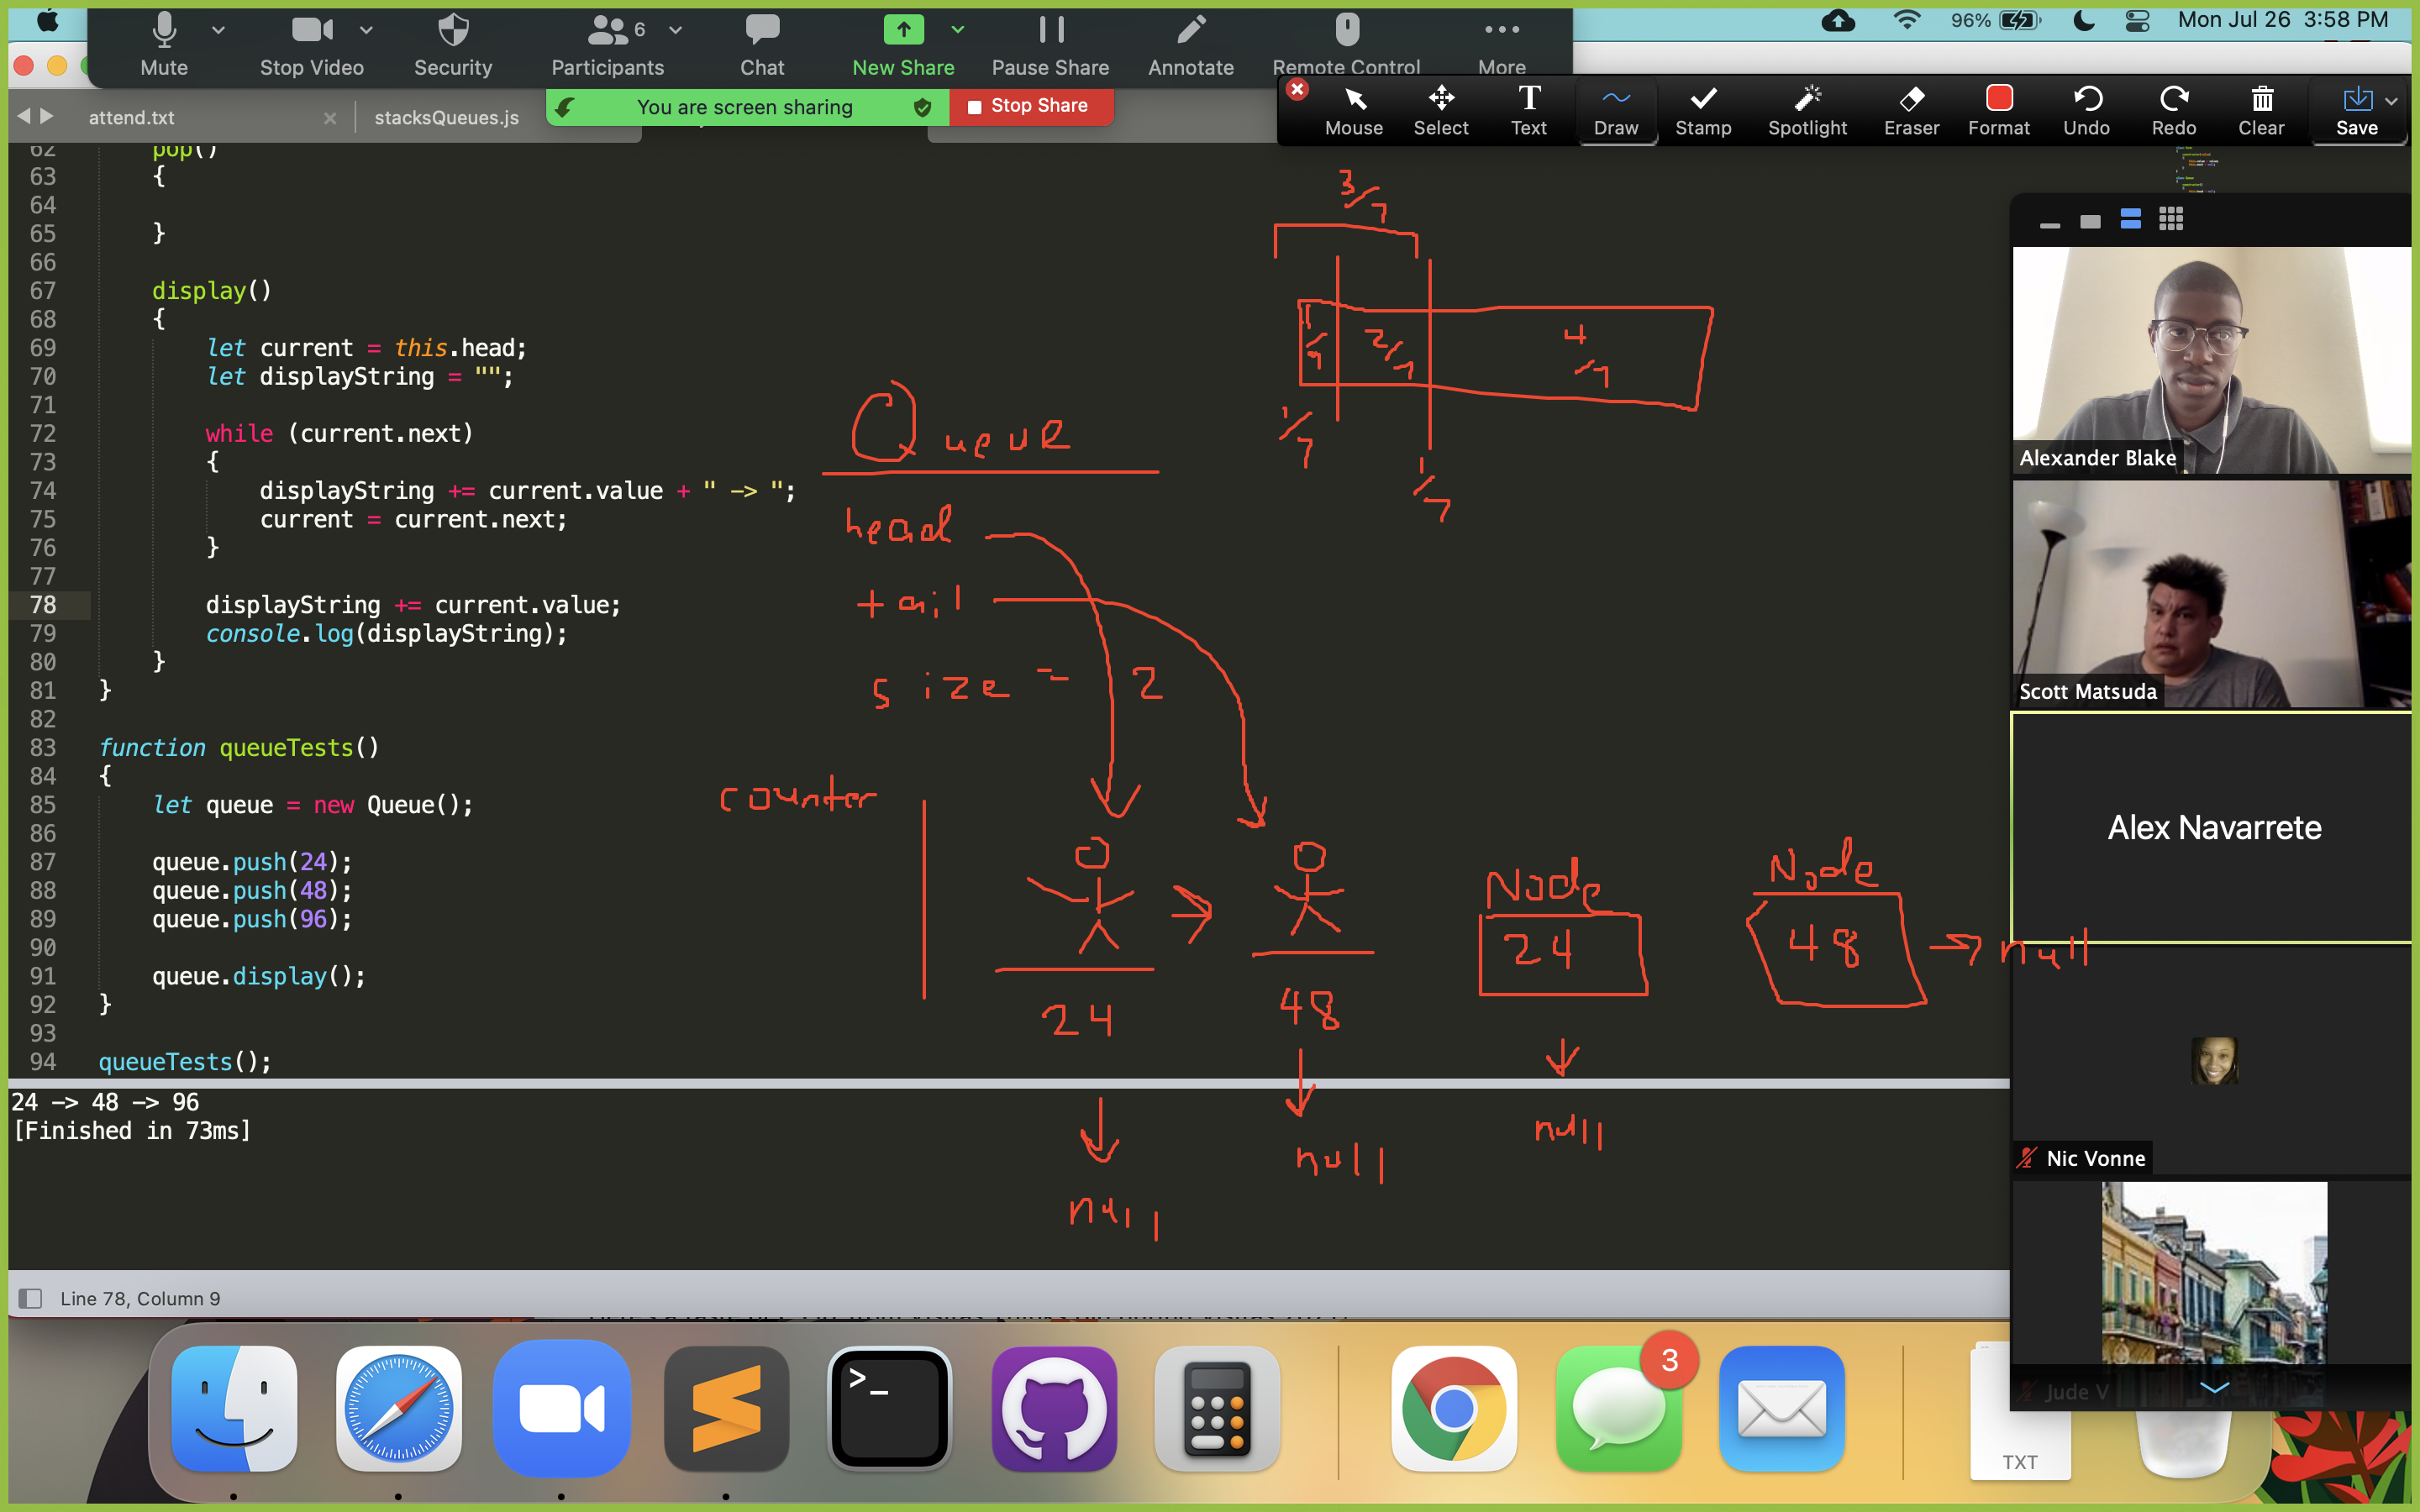 Mon Jul 26 3:58 PM
96%
Mute
Stop Video
Security
6
Participants
Chat
New Share
Pause Share
Annotate
Remote Control
More
You are screen sharing
Stop Share
Mouse
Select
Text
Draw
Stamp
Spotlight
Eraser
Format
Undo
Redo
Clear
Save
attend.txt
stacksQueues.js
62 pop()
63 {
64
65 }
66
67 display()
68 {
69 let current = this.head;
70 let displayString = "";
71
72 while (current.next)
73 {
74 displayString += current.value + " -> ";
75 current = current.next;
76 }
77
78 displayString += current.value;
79 console.log(displayString);
80 }
81 }
82
83 function queueTests()
84 {
85 let queue = new Queue();
86
87 queue.push(24);
88 queue.push(48);
89 queue.push(96);
90
91 queue.display();
92 }
93
94 queueTests();
24 -> 48 -> 96
[Finished in 73ms]
Line 78, Column 9
3/7
1/7
2/7
4/7
1/7
1/7
Queue
head
tail
size = 2
counter
24
48
null
null
Node
24
null
Node
48
null
Alexander Blake
Scott Matsuda
Alex Navarrete
Nic Vonne
Jude V
>_
3
TXT